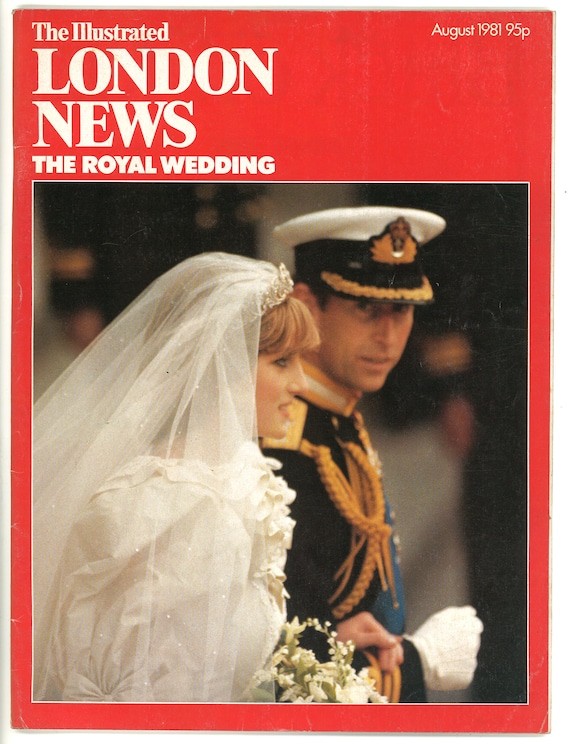 The Illustrated
August 1981 95p
LONDON
NEWS
THE ROYAL WEDDING